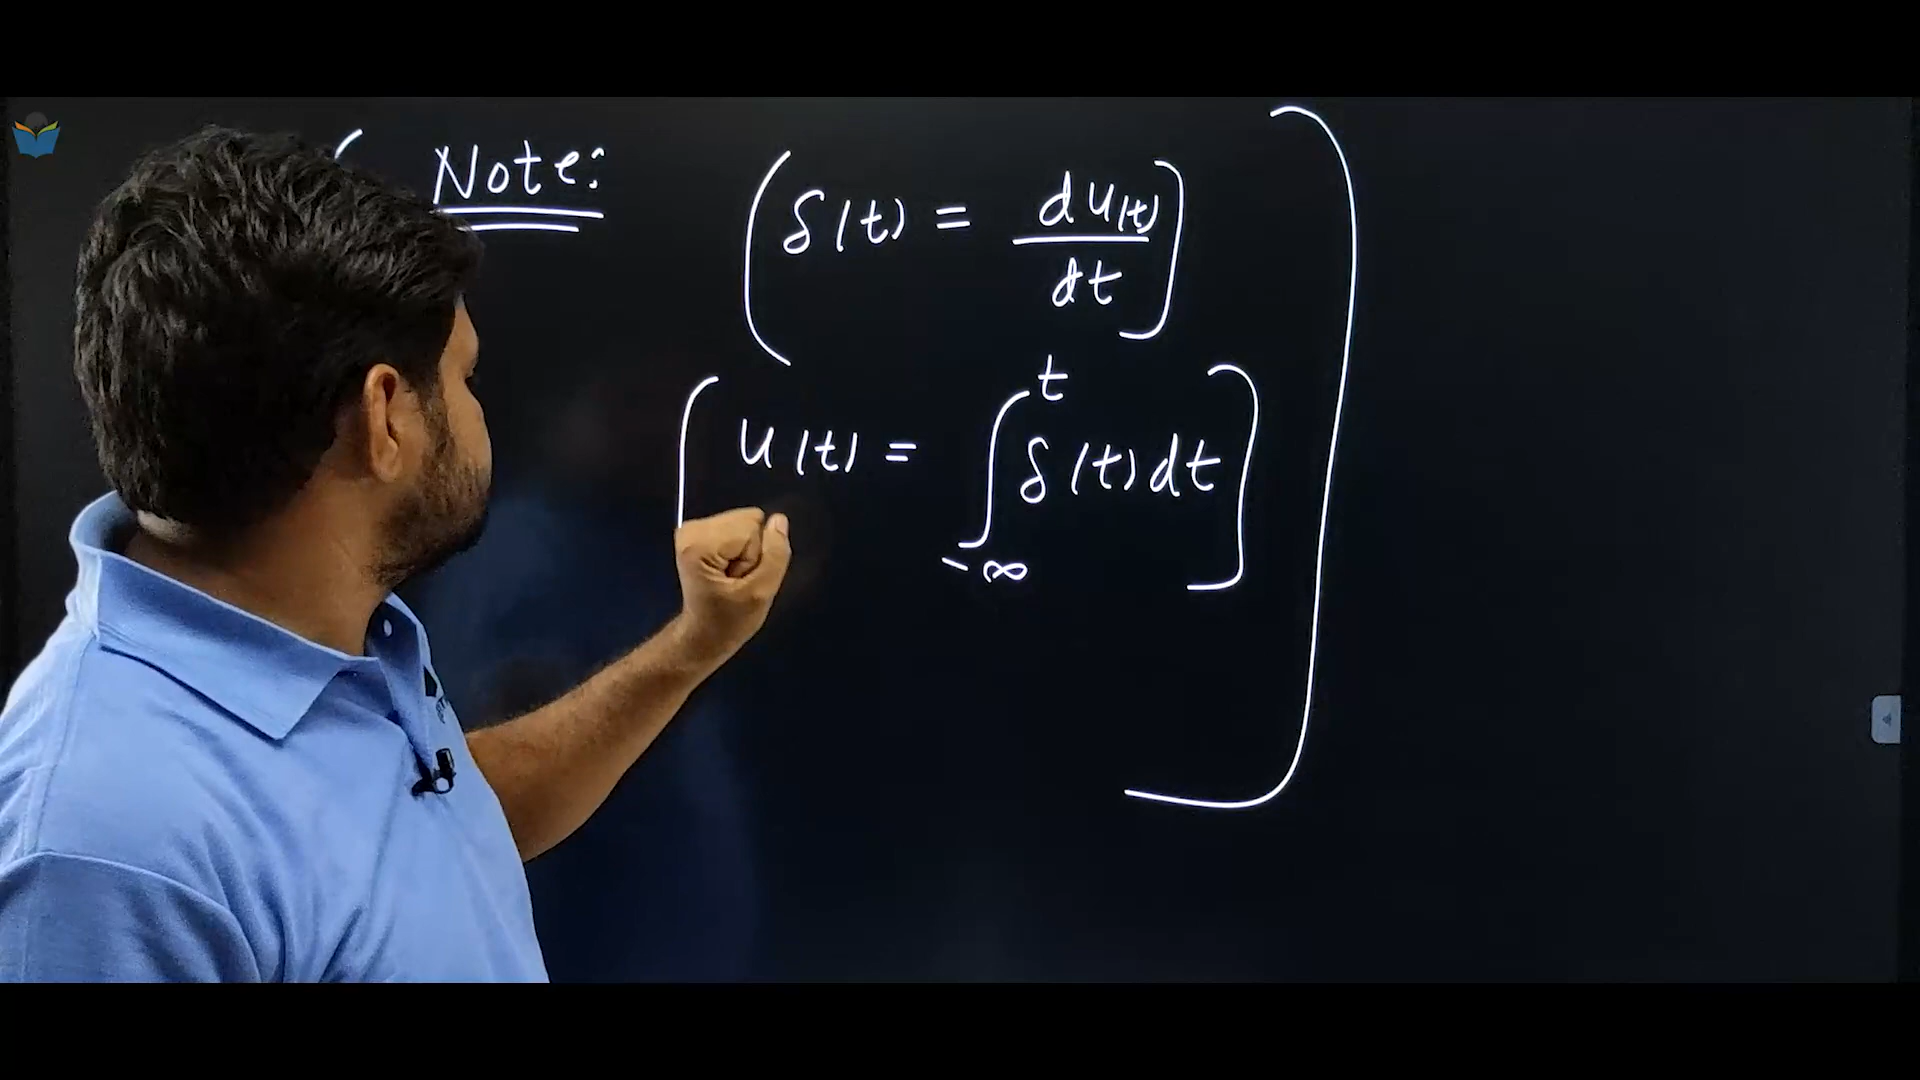 Note:
δ(t) = du(t)/dt
u(t) = ∫_{-∞}^{t} δ(t)dt